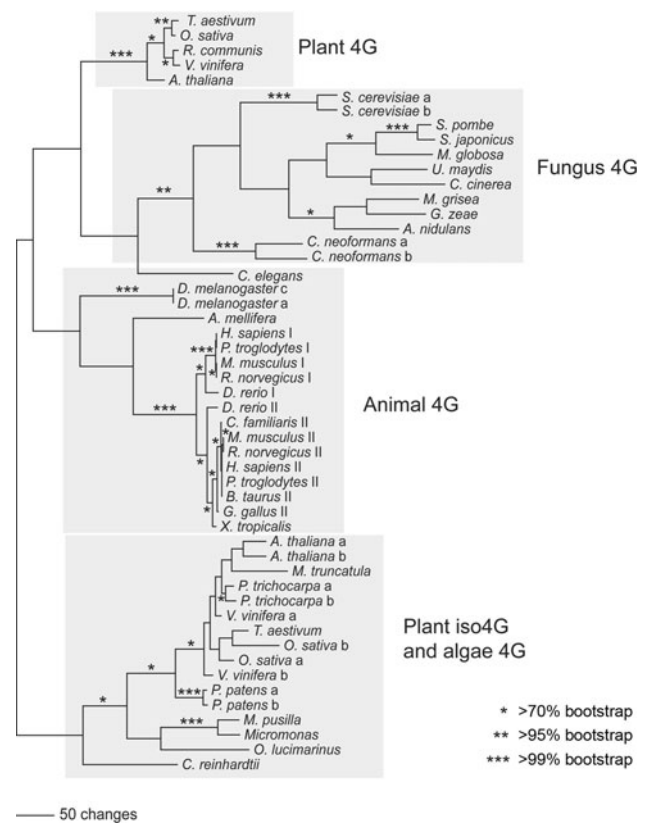 ** T. aestivum
* O. sativa
*** R. communis
* V. vinifera
A. thaliana
Plant 4G
*** S. cerevisiae a
S. cerevisiae b
*** S. pombe
* S. japonicus
M. globosa
U. maydis
** C. cinerea
M. grisea
* G. zeae
A. nidulans
*** C. neoformans a
C. neoformans b
Fungus 4G
C. elegans
*** D. melanogaster c
D. melanogaster a
A. mellifera
H. sapiens I
*** P. troglodytes I
* M. musculus I
* R. norvegicus I
D. rerio I
*** D. rerio II
C. familiaris II
* M. musculus II
* R. norvegicus II
* H. sapiens II
* P. troglodytes II
B. taurus II
* G. gallus II
X. tropicalis
Animal 4G
A. thaliana a
A. thaliana b
M. truncatula
P. trichocarpa a
* P. trichocarpa b
V. vinifera a
T. aestivum
* O. sativa b
O. sativa a
* V. vinifera b
*** P. patens a
P. patens b
* M. pusilla
*** Micromonas
O. lucimarinus
C. reinhardtii
Plant iso4G
and algae 4G
* >70% bootstrap
** >95% bootstrap
*** >99% bootstrap
50 changes